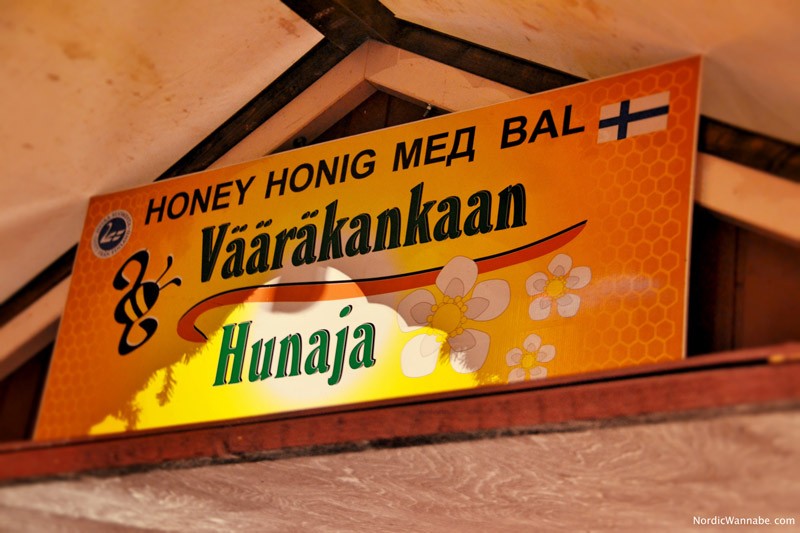 HONEY HONIG МЕД BAL
Vääräkankaan
Hunaja
NordicWannabe.com